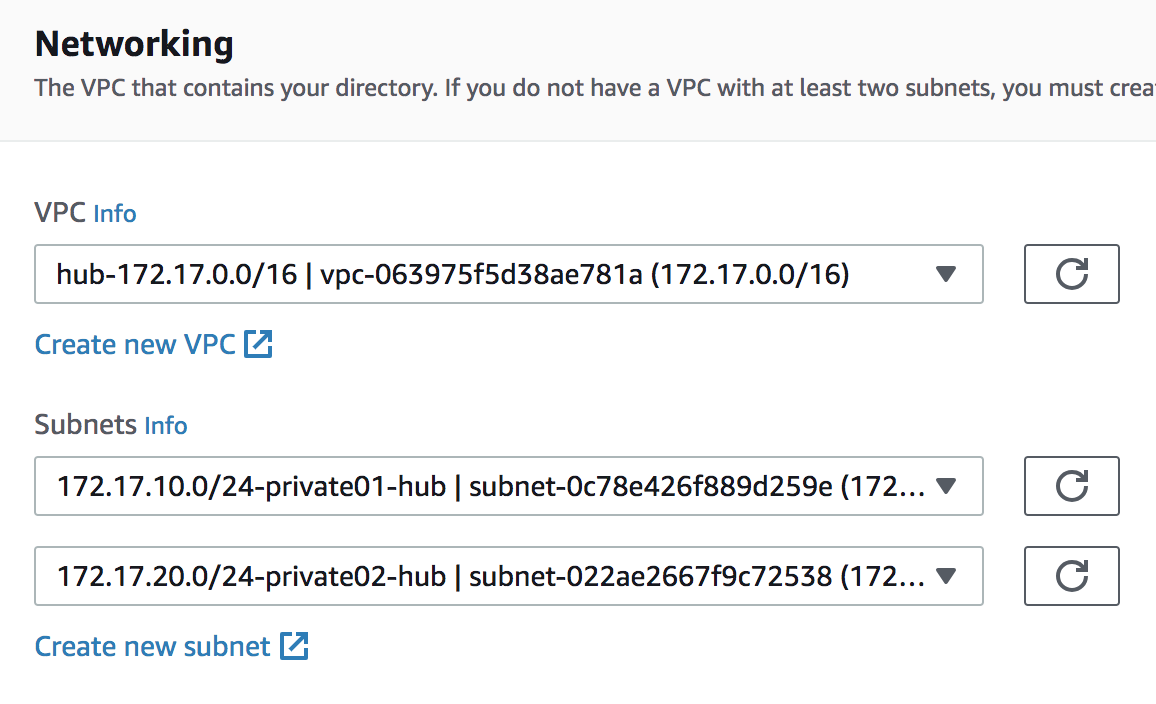 Networking
The VPC that contains your directory. If you do not have a VPC with at least two subnets, you must crea
VPC Info
hub-172.17.0.0/16 | vpc-063975f5d38ae781a (172.17.0.0/16)
Create new VPC
Subnets Info
172.17.10.0/24-private01-hub | subnet-0c78e426f889d259e (172...
172.17.20.0/24-private02-hub | subnet-022ae2667f9c72538 (172...
Create new subnet